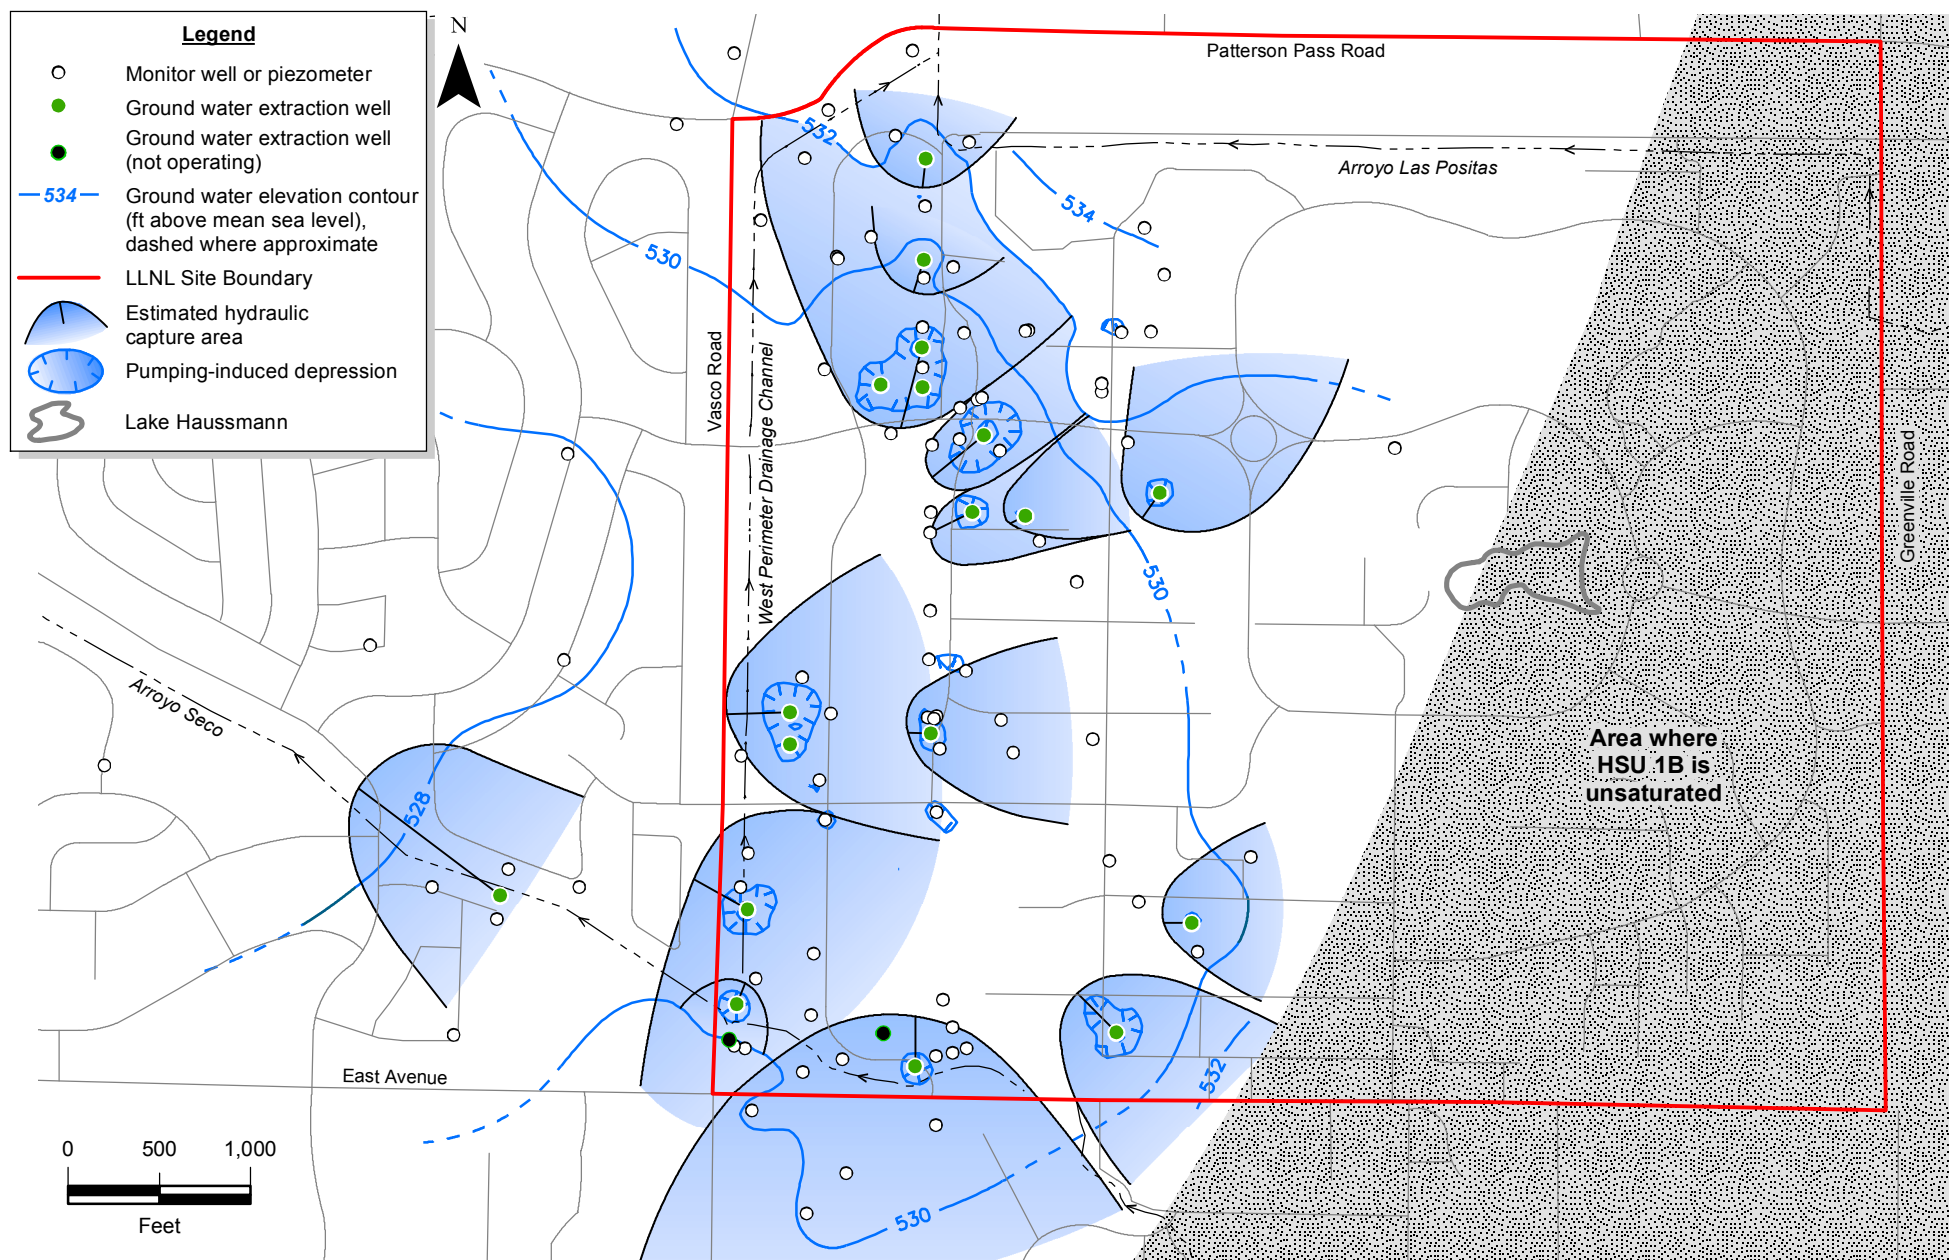 Legend
Monitor well or piezometer
Ground water extraction well
Ground water extraction well
(not operating)
534
Ground water elevation contour
(ft above mean sea level),
dashed where approximate
LLNL Site Boundary
Estimated hydraulic
capture area
Pumping-induced depression
Lake Haussmann
N
Patterson Pass Road
532
Arroyo Las Positas
534
530
Vasco Road
West Perimeter Drainage Channel
Greenville Road
530
Arroyo Seco
Area where
HSU 1B is
unsaturated
528
East Avenue
532
0 500 1,000
Feet
530